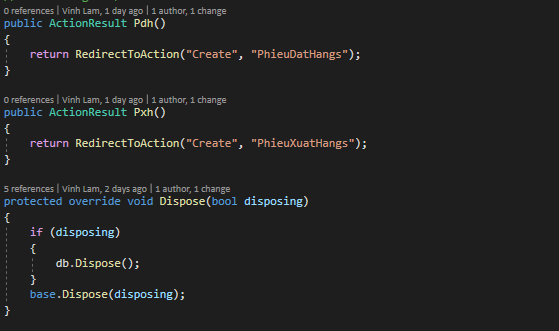 0 references | Vinh Lam, 1 day ago | 1 author, 1 change
public ActionResult Pdh()
{
return RedirectToAction("Create", "PhieuDatHangs");
}
0 references | Vinh Lam, 1 day ago | 1 author, 1 change
public ActionResult Pxh()
{
return RedirectToAction("Create", "PhieuXuatHangs");
}
5 references | Vinh Lam, 2 days ago | 1 author, 1 change
protected override void Dispose(bool disposing)
{
if (disposing)
{
db.Dispose();
}
base.Dispose(disposing);
}